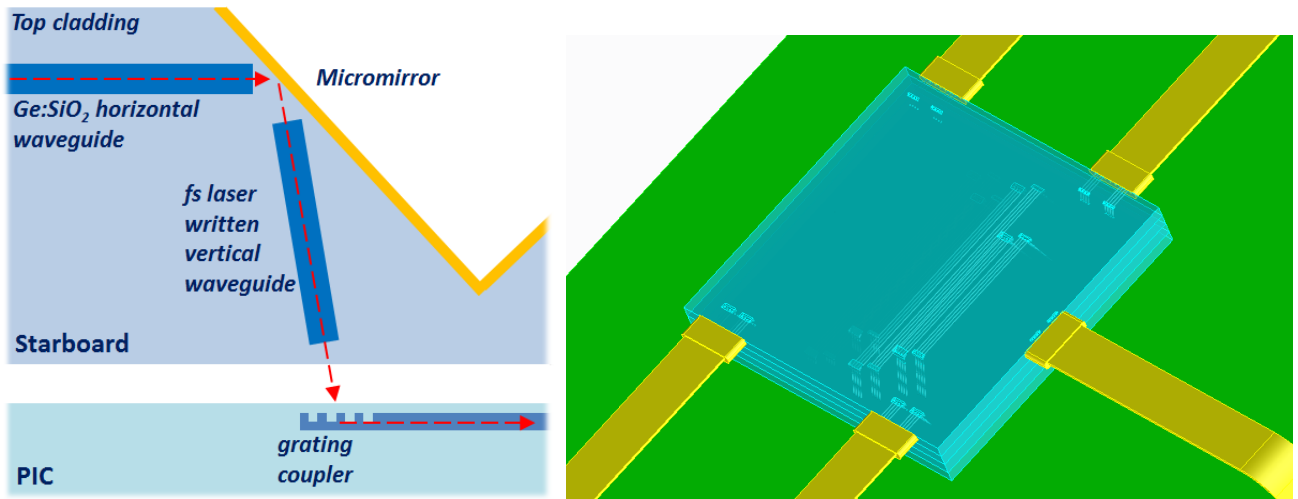 Top cladding
Micromirror
Ge:SiO₂ horizontal
waveguide
fs laser
written
vertical
waveguide
Starboard
grating
coupler
PIC